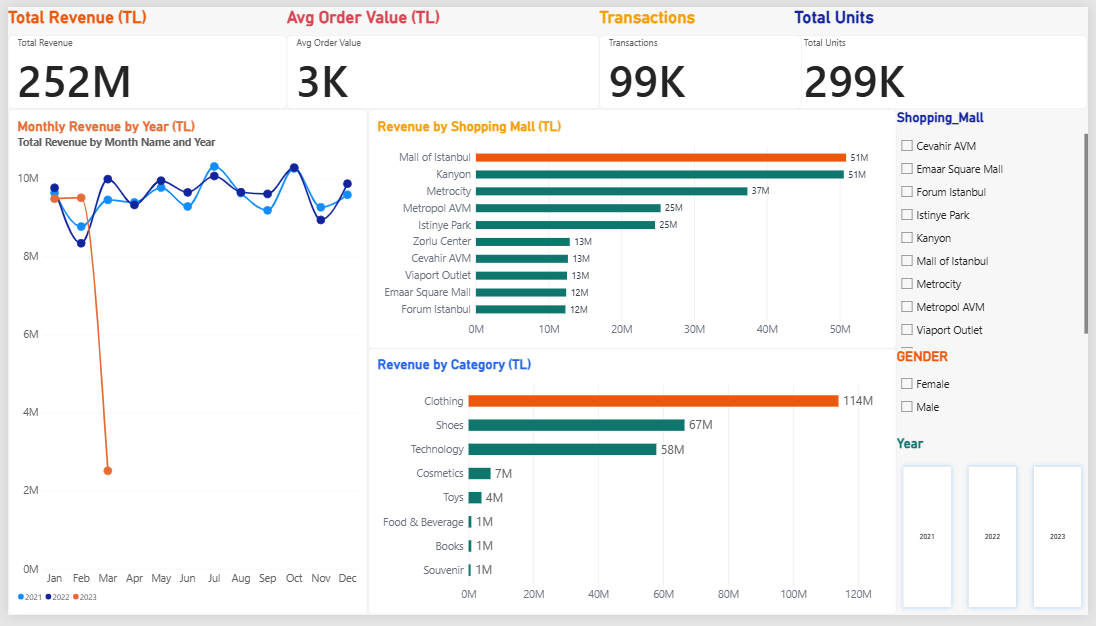 Total Revenue (TL)
Avg Order Value (TL)
Transactions
Total Units
Total Revenue
252M
Avg Order Value
3K
Transactions
99K
Total Units
299K
Monthly Revenue by Year (TL)
Total Revenue by Month Name and Year
10M
8M
6M
4M
2M
0M
Jan Feb Mar Apr May Jun Jul Aug Sep Oct Nov Dec
2021 2022 2023
Revenue by Shopping Mall (TL)
Mall of Istanbul 51M
Kanyon 51M
Metrocity 37M
Metropol AVM 25M
Istinye Park 25M
Zorlu Center 13M
Cevahir AVM 13M
Viaport Outlet 13M
Emaar Square Mall 12M
Forum Istanbul 12M
0M 10M 20M 30M 40M 50M
Revenue by Category (TL)
Clothing 114M
Shoes 67M
Technology 58M
Cosmetics 7M
Toys 4M
Food & Beverage 1M
Books 1M
Souvenir 1M
0M 20M 40M 60M 80M 100M 120M
Shopping_Mall
Cevahir AVM
Emaar Square Mall
Forum Istanbul
Istinye Park
Kanyon
Mall of Istanbul
Metrocity
Metropol AVM
Viaport Outlet
GENDER
Female
Male
Year
2021
2022
2023